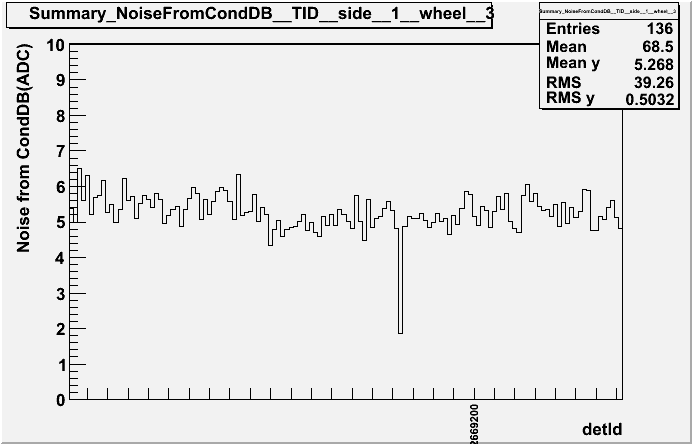 Summary_NoiseFromCondDB__TID__side__1__wheel__3
Summary_NoiseFromCondDB__TID__side__1__wheel__3
Entries 136
Mean 68.5
Mean y 5.268
RMS 39.26
RMS y 0.5032
Noise from CondDB(ADC)
10
9
8
7
6
5
4
3
2
1
0
2669200
detId